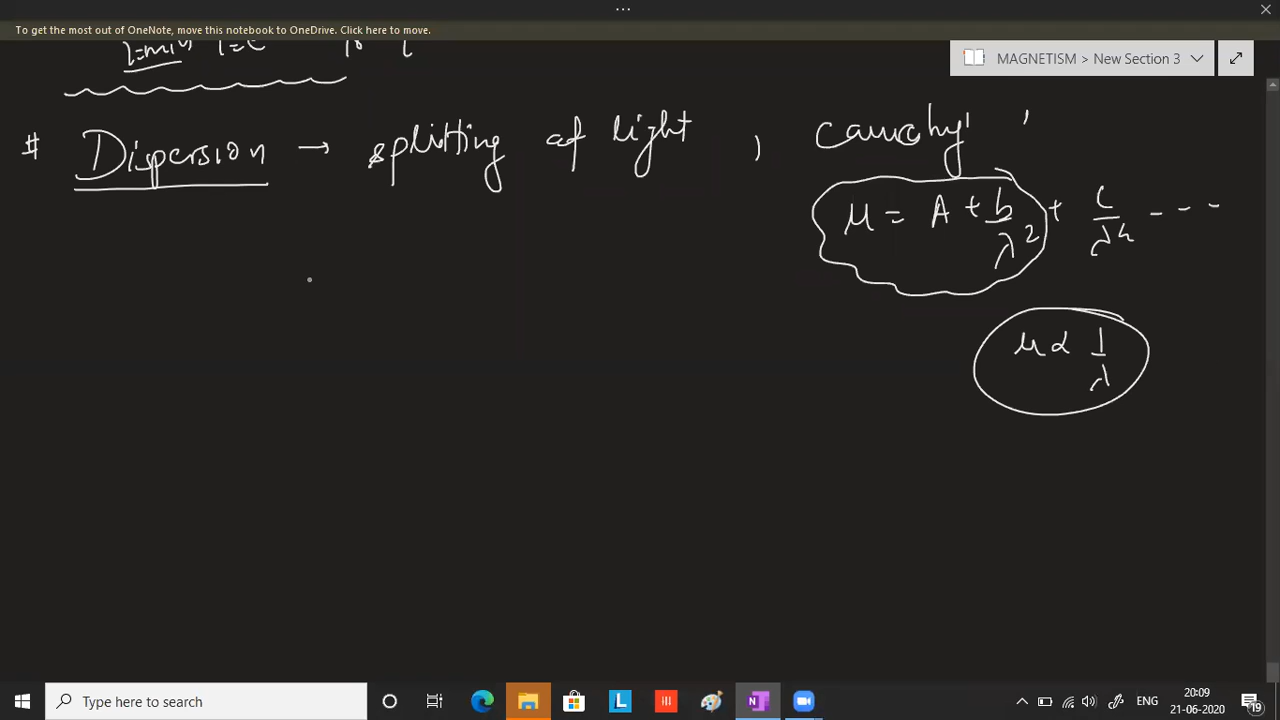 ...
To get the most out of OneNote, move this notebook to OneDrive. Click here to move.
MAGNETISM > New Section 3
# Dispersion → splitting of light , cauchy'
μ = A + b/λ² + c/λ⁴ - - -
μ ∝ 1/λ
Type here to search
ENG
20:09
21-06-2020
19